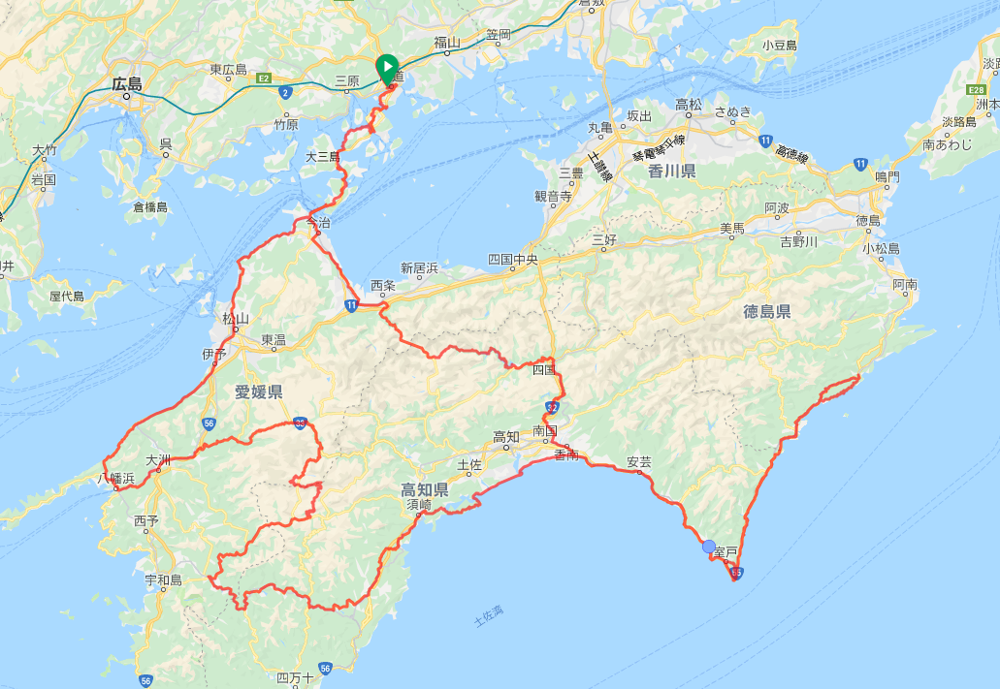 倉敷
福山
笠岡
小豆島
東広島
E2
三原
道
広島
2
淡路
E28
洲本
高松
さぬき
坂出
丸亀
竹原
淡路島
南あわじ
11
高徳線
琴電琴平線
土讃線
大竹
呉
大三島
香川県
11
鳴門
岩国
三豊
観音寺
倉橋島
阿波
徳島
今治
美馬
吉野川
三好
小松島
四国中央
新居浜
西条
屋代島
阿南
11
松山
徳島県
東温
伊予
四国
愛媛県
32
56
33
南国
高知
香南
大洲
土佐
安芸
八幡浜
高知県
須崎
西予
室戸
55
宇和島
土佐湾
56
四万十
56